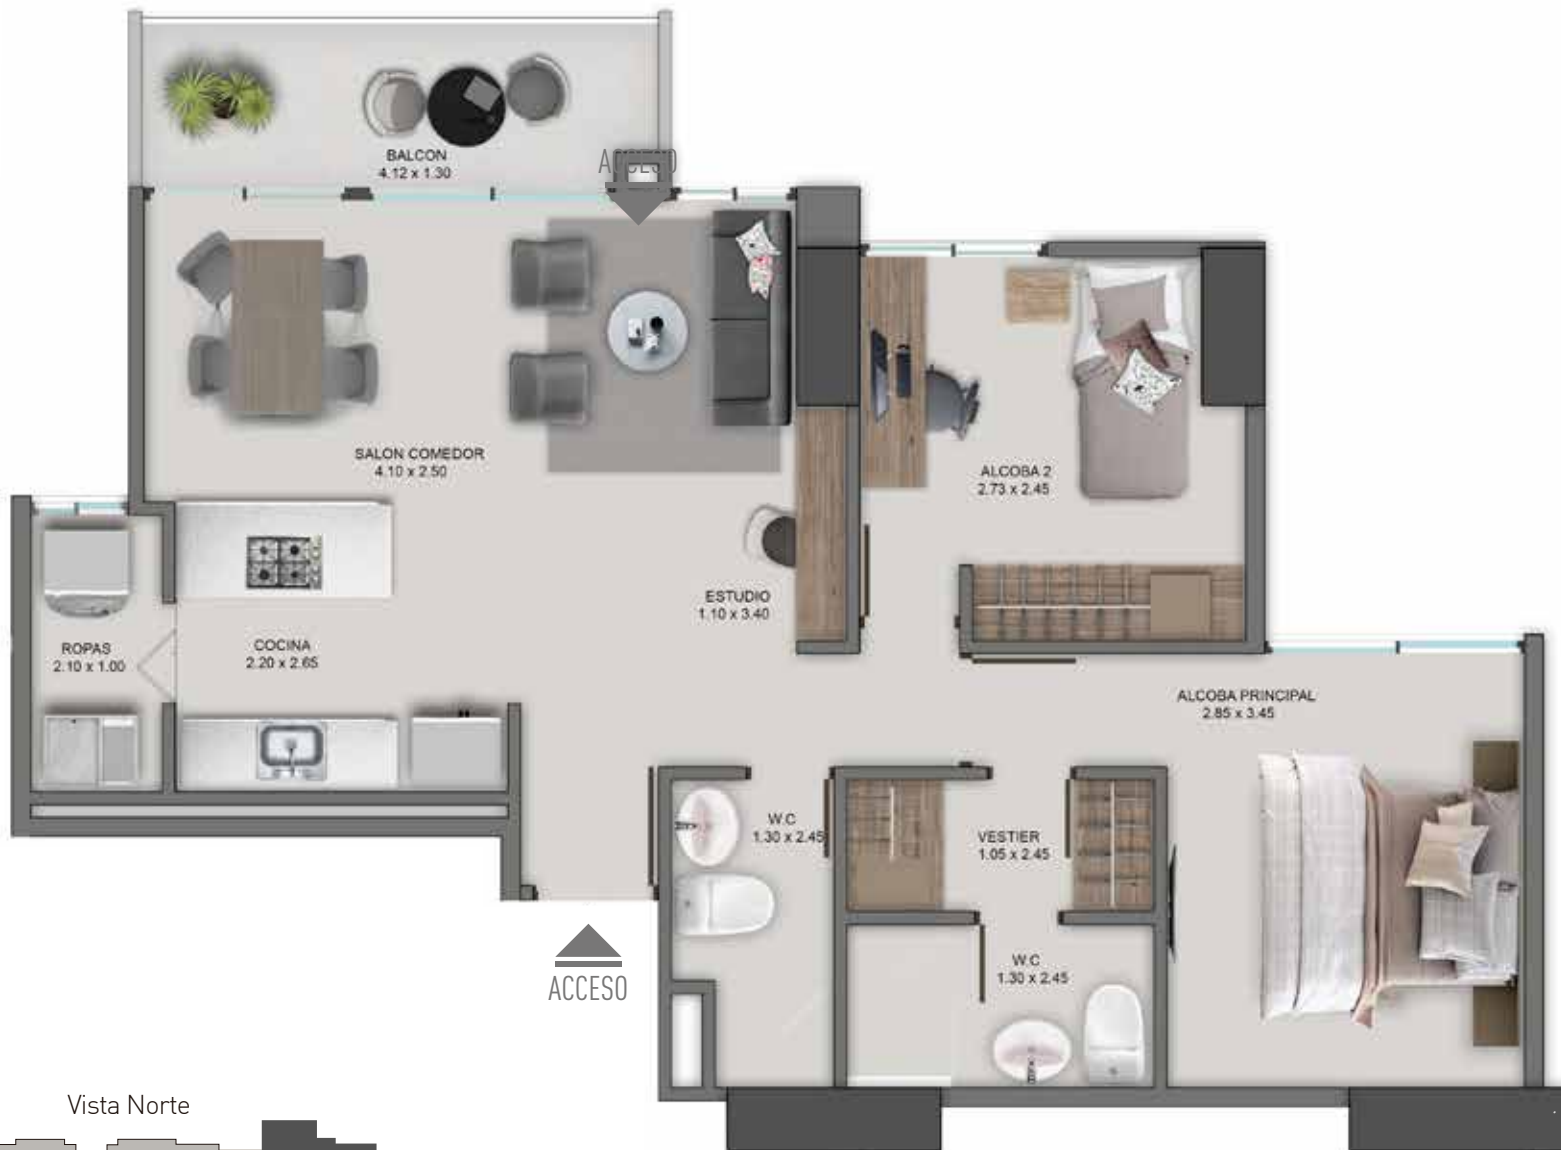 BALCON
4.12 x 1.30
ACCESO
SALON COMEDOR
4.10 x 2.50
ALCOBA 2
2.73 x 2.45
ESTUDIO
1.10 x 3.40
ROPAS
2.10 x 1.00
COCINA
2.20 x 2.65
ALCOBA PRINCIPAL
2.85 x 3.45
W.C
1.30 x 2.45
VESTIER
1.05 x 2.45
W.C
1.30 x 2.45
ACCESO
Vista Norte